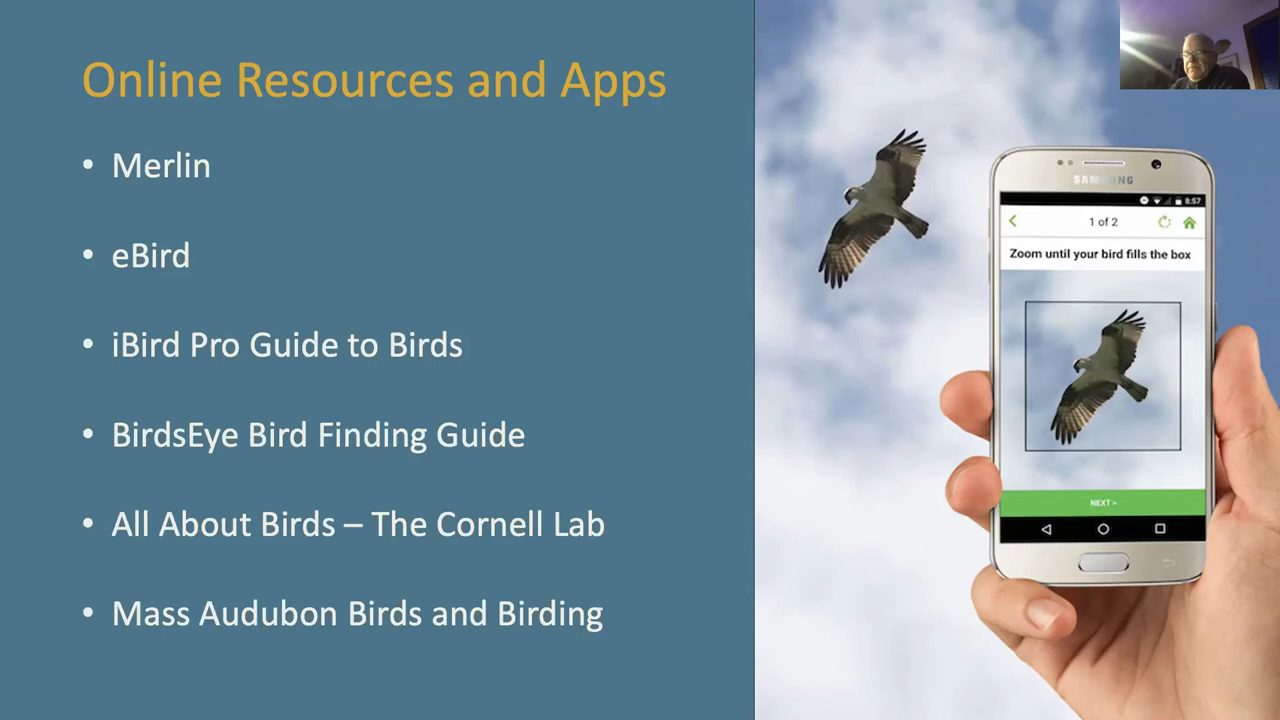 Online Resources and Apps
• Merlin
• eBird
• iBird Pro Guide to Birds
• BirdsEye Bird Finding Guide
• All About Birds – The Cornell Lab
• Mass Audubon Birds and Birding
SAMSUNG
8:57
1 of 2
Zoom until your bird fills the box
NEXT >